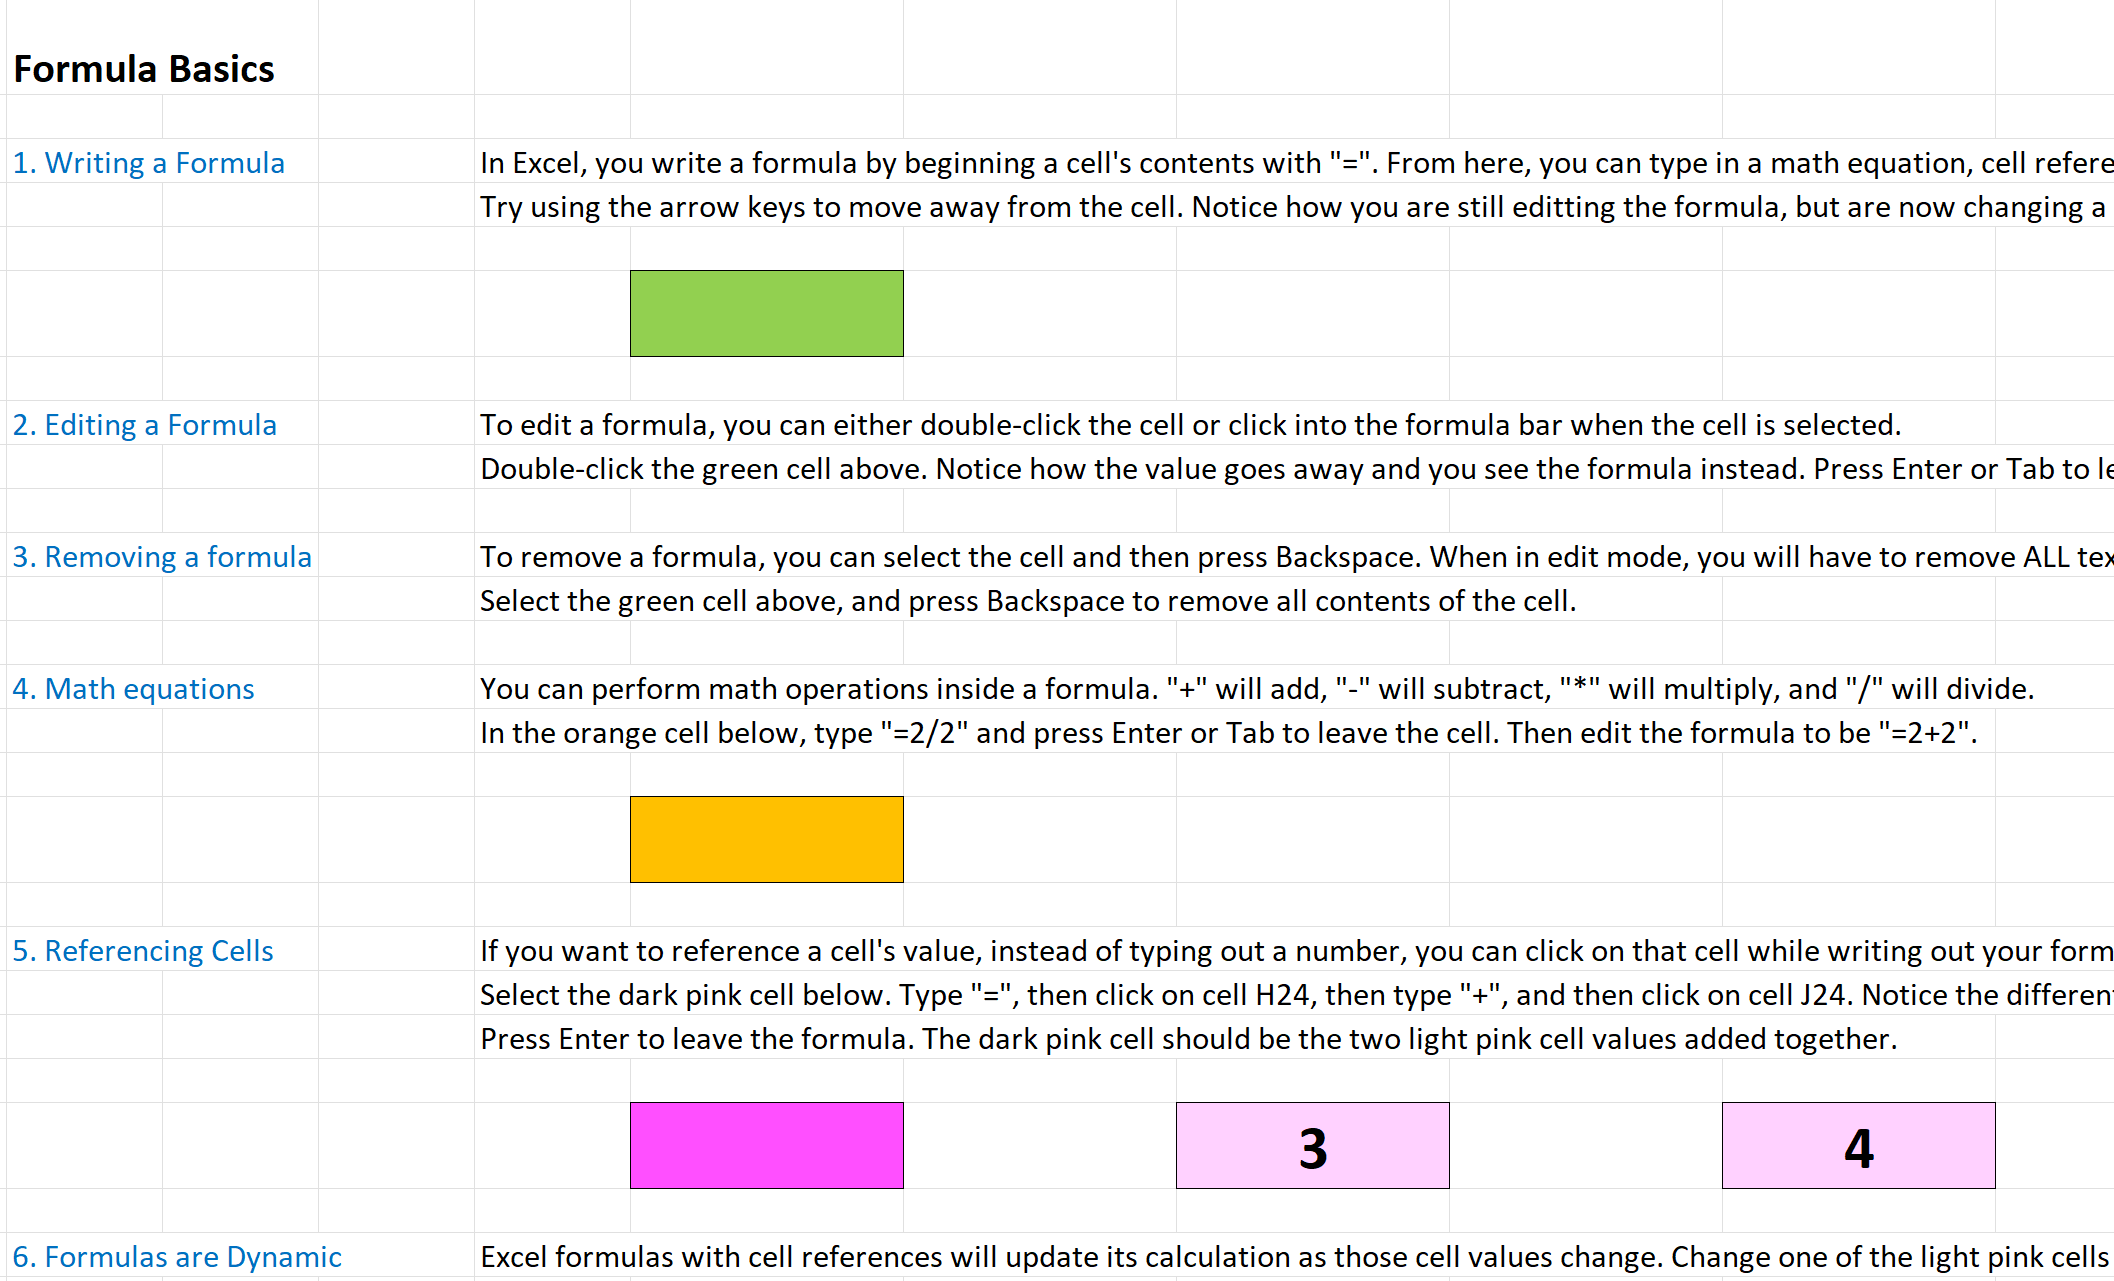 Formula Basics
1. Writing a Formula
In Excel, you write a formula by beginning a cell's contents with "=". From here, you can type in a math equation, cell refere
Try using the arrow keys to move away from the cell. Notice how you are still editting the formula, but are now changing a
2. Editing a Formula
To edit a formula, you can either double-click the cell or click into the formula bar when the cell is selected.
Double-click the green cell above. Notice how the value goes away and you see the formula instead. Press Enter or Tab to le
3. Removing a formula
To remove a formula, you can select the cell and then press Backspace. When in edit mode, you will have to remove ALL tex
Select the green cell above, and press Backspace to remove all contents of the cell.
4. Math equations
You can perform math operations inside a formula. "+" will add, "-" will subtract, "*" will multiply, and "/" will divide.
In the orange cell below, type "=2/2" and press Enter or Tab to leave the cell. Then edit the formula to be "=2+2".
5. Referencing Cells
If you want to reference a cell's value, instead of typing out a number, you can click on that cell while writing out your form
Select the dark pink cell below. Type "=", then click on cell H24, then type "+", and then click on cell J24. Notice the differen
Press Enter to leave the formula. The dark pink cell should be the two light pink cell values added together.
3
4
6. Formulas are Dynamic
Excel formulas with cell references will update its calculation as those cell values change. Change one of the light pink cells